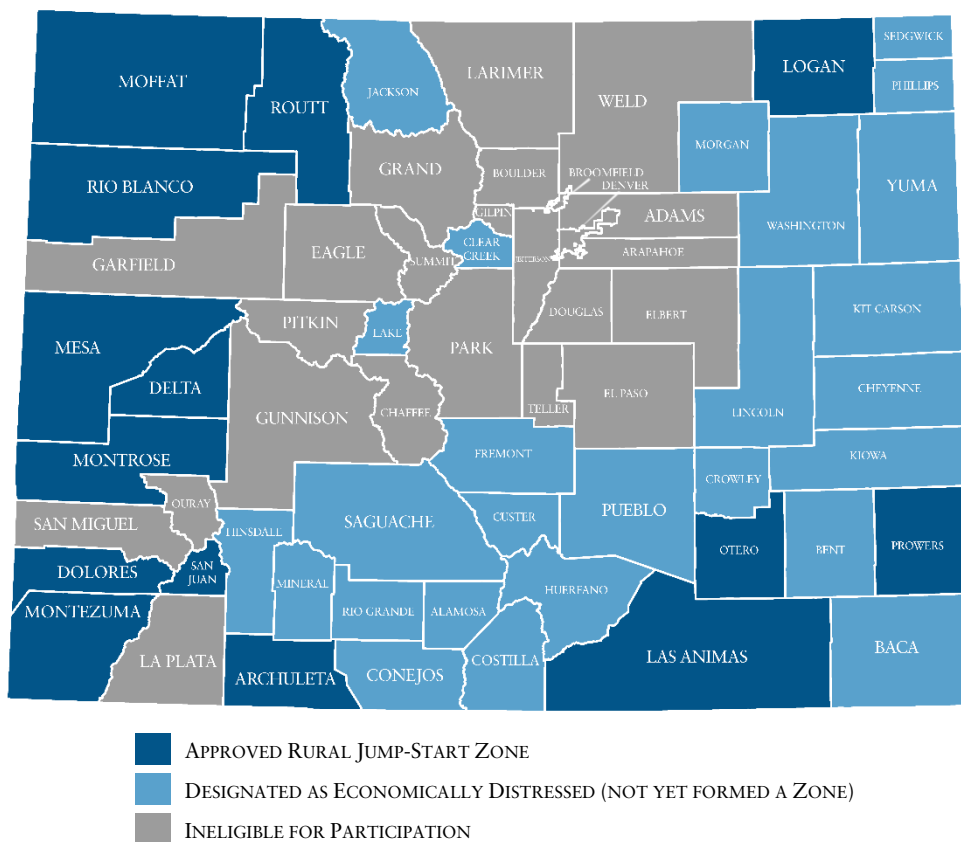 MOFFAT
ROUTT
JACKSON
LARIMER
WELD
LOGAN
SEDGWICK
PHILLIPS
RIO BLANCO
GRAND
BOULDER
MORGAN
BROOMFIELD
DENVER
YUMA
WASHINGTON
GILPIN
ADAMS
GARFIELD
EAGLE
SUMMIT
CLEAR
CREEK
JEFFERSON
ARAPAHOE
MESA
PITKIN
LAKE
PARK
DOUGLAS
ELBERT
KIT CARSON
DELTA
GUNNISON
CHAFFEE
TELLER
EL PASO
LINCOLN
CHEYENNE
MONTROSE
FREMONT
KIOWA
CROWLEY
OURAY
SAN MIGUEL
HINSDALE
SAGUACHE
CUSTER
PUEBLO
OTERO
BENT
PROWERS
DOLORES
SAN
JUAN
MINERAL
HUERFANO
MONTEZUMA
RIO GRANDE
ALAMOSA
LA PLATA
ARCHULETA
CONEJOS
COSTILLA
LAS ANIMAS
BACA
APPROVED RURAL JUMP-START ZONE
DESIGNATED AS ECONOMICALLY DISTRESSED (NOT YET FORMED A ZONE)
INELIGIBLE FOR PARTICIPATION